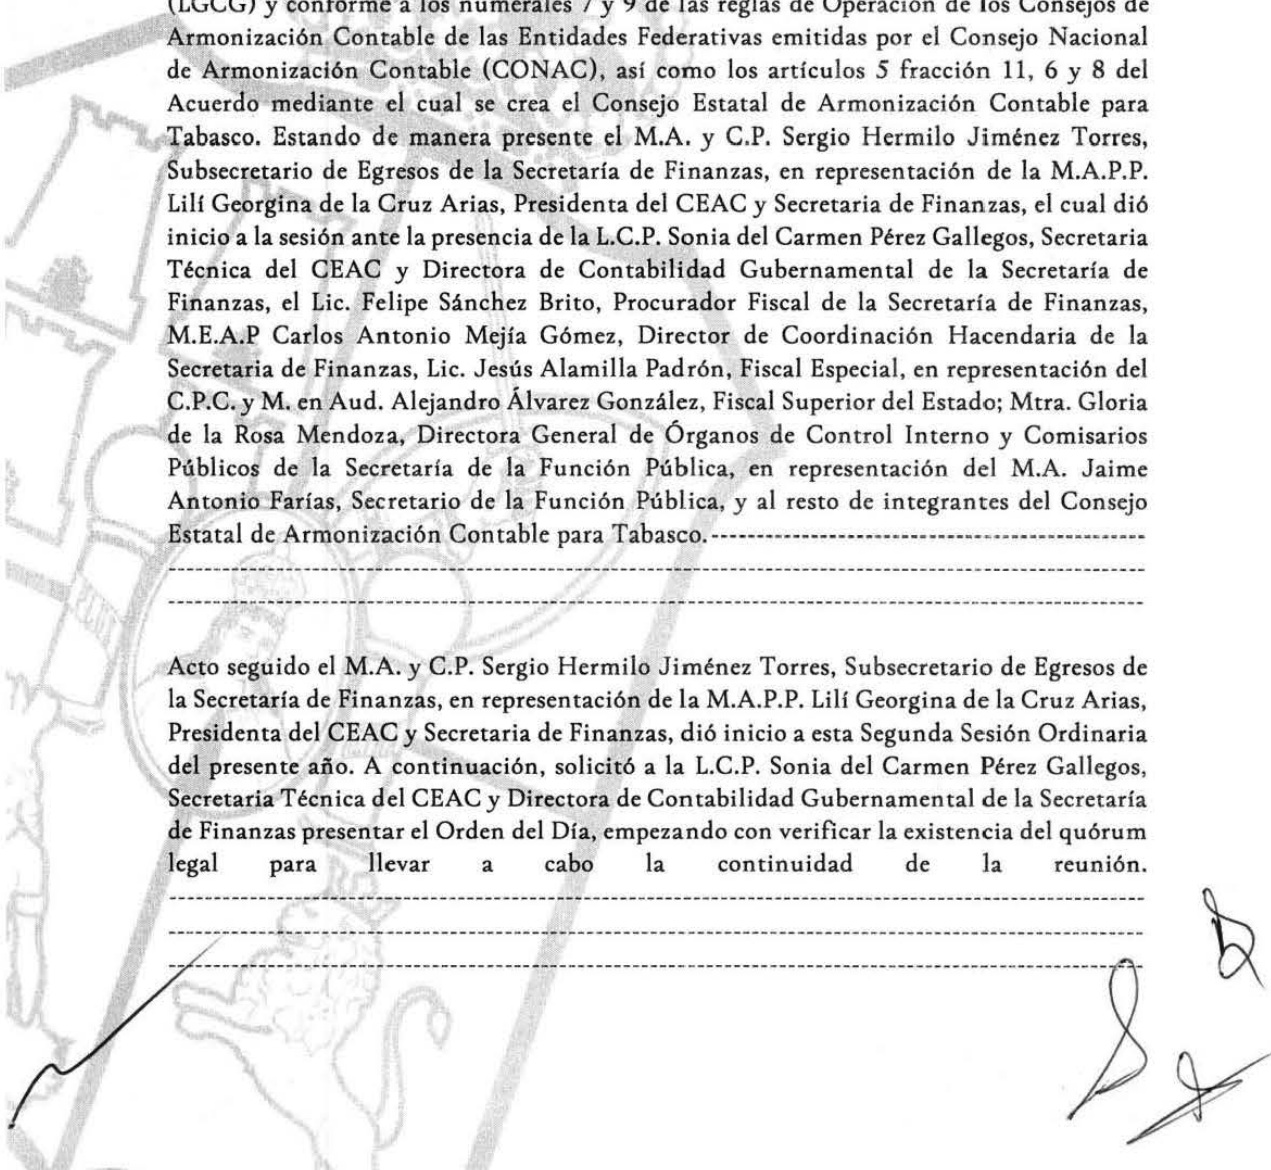 (LGCG) y conforme a los numerales 7 y 9 de las reglas de Operación de los Consejos de
Armonización Contable de las Entidades Federativas emitidas por el Consejo Nacional
de Armonización Contable (CONAC), así como los artículos 5 fracción 11, 6 y 8 del
Acuerdo mediante el cual se crea el Consejo Estatal de Armonización Contable para
Tabasco. Estando de manera presente el M.A. y C.P. Sergio Hermilo Jiménez Torres,
Subsecretario de Egresos de la Secretaría de Finanzas, en representación de la M.A.P.P.
Lilí Georgina de la Cruz Arias, Presidenta del CEAC y Secretaria de Finanzas, el cual dió
inicio a la sesión ante la presencia de la L.C.P. Sonia del Carmen Pérez Gallegos, Secretaria
Técnica del CEAC y Directora de Contabilidad Gubernamental de la Secretaría de
Finanzas, el Lic. Felipe Sánchez Brito, Procurador Fiscal de la Secretaría de Finanzas,
M.E.A.P Carlos Antonio Mejía Gómez, Director de Coordinación Hacendaria de la
Secretaria de Finanzas, Lic. Jesús Alamilla Padrón, Fiscal Especial, en representación del
C.P.C. y M. en Aud. Alejandro Álvarez González, Fiscal Superior del Estado; Mtra. Gloria
de la Rosa Mendoza, Directora General de Órganos de Control Interno y Comisarios
Públicos de la Secretaría de la Función Pública, en representación del M.A. Jaime
Antonio Farías, Secretario de la Función Pública, y al resto de integrantes del Consejo
Estatal de Armonización Contable para Tabasco.
Acto seguido el M.A. y C.P. Sergio Hermilo Jiménez Torres, Subsecretario de Egresos de
la Secretaría de Finanzas, en representación de la M.A.P.P. Lilí Georgina de la Cruz Arias,
Presidenta del CEAC y Secretaria de Finanzas, dió inicio a esta Segunda Sesión Ordinaria
del presente año. A continuación, solicitó a la L.C.P. Sonia del Carmen Pérez Gallegos,
Secretaria Técnica del CEAC y Directora de Contabilidad Gubernamental de la Secretaría
de Finanzas presentar el Orden del Día, empezando con verificar la existencia del quórum
legal para llevar a cabo la continuidad de la reunión.